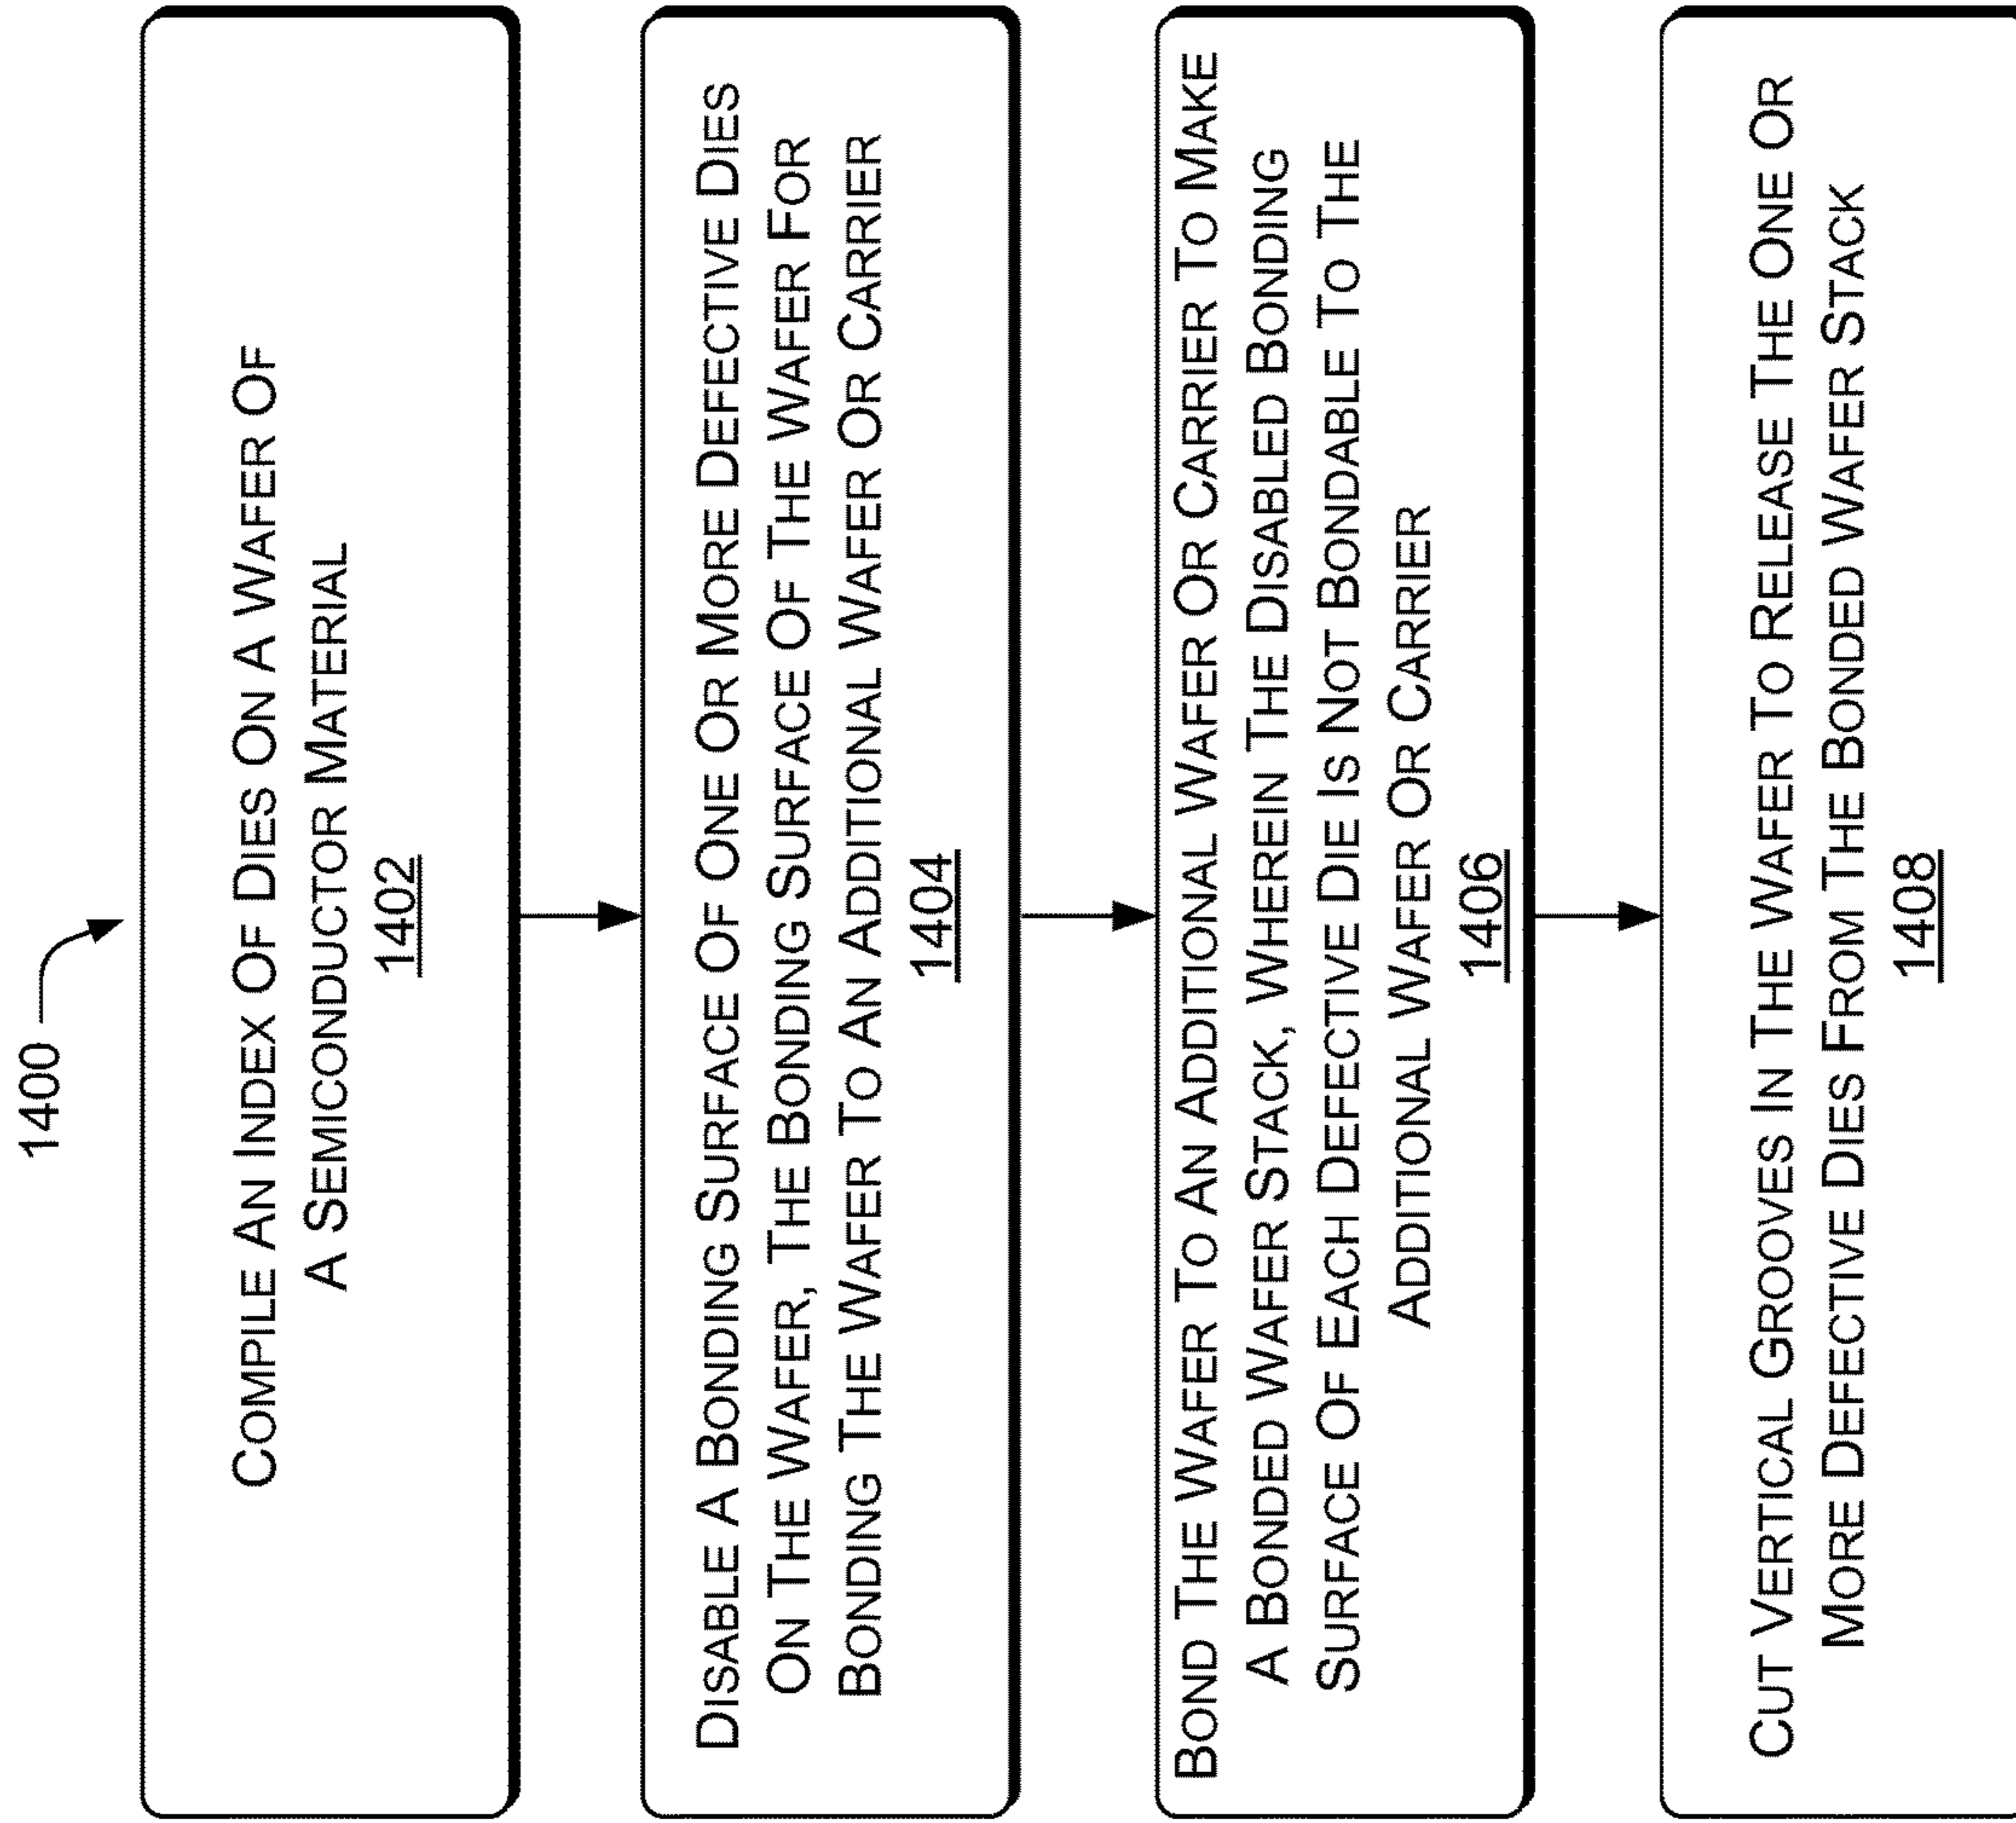 1400
COMPILE AN INDEX OF DIES ON A WAFER OF
A SEMICONDUCTOR MATERIAL
1402
DISABLE A BONDING SURFACE OF ONE OR MORE DEFECTIVE DIES
ON THE WAFER, THE BONDING SURFACE OF THE WAFER FOR
BONDING THE WAFER TO AN ADDITIONAL WAFER OR CARRIER
1404
BOND THE WAFER TO AN ADDITIONAL WAFER OR CARRIER TO MAKE
A BONDED WAFER STACK, WHEREIN THE DISABLED BONDING
SURFACE OF EACH DEFECTIVE DIE IS NOT BONDABLE TO THE
ADDITIONAL WAFER OR CARRIER
1406
CUT VERTICAL GROOVES IN THE WAFER TO RELEASE THE ONE OR
MORE DEFECTIVE DIES FROM THE BONDED WAFER STACK
1408